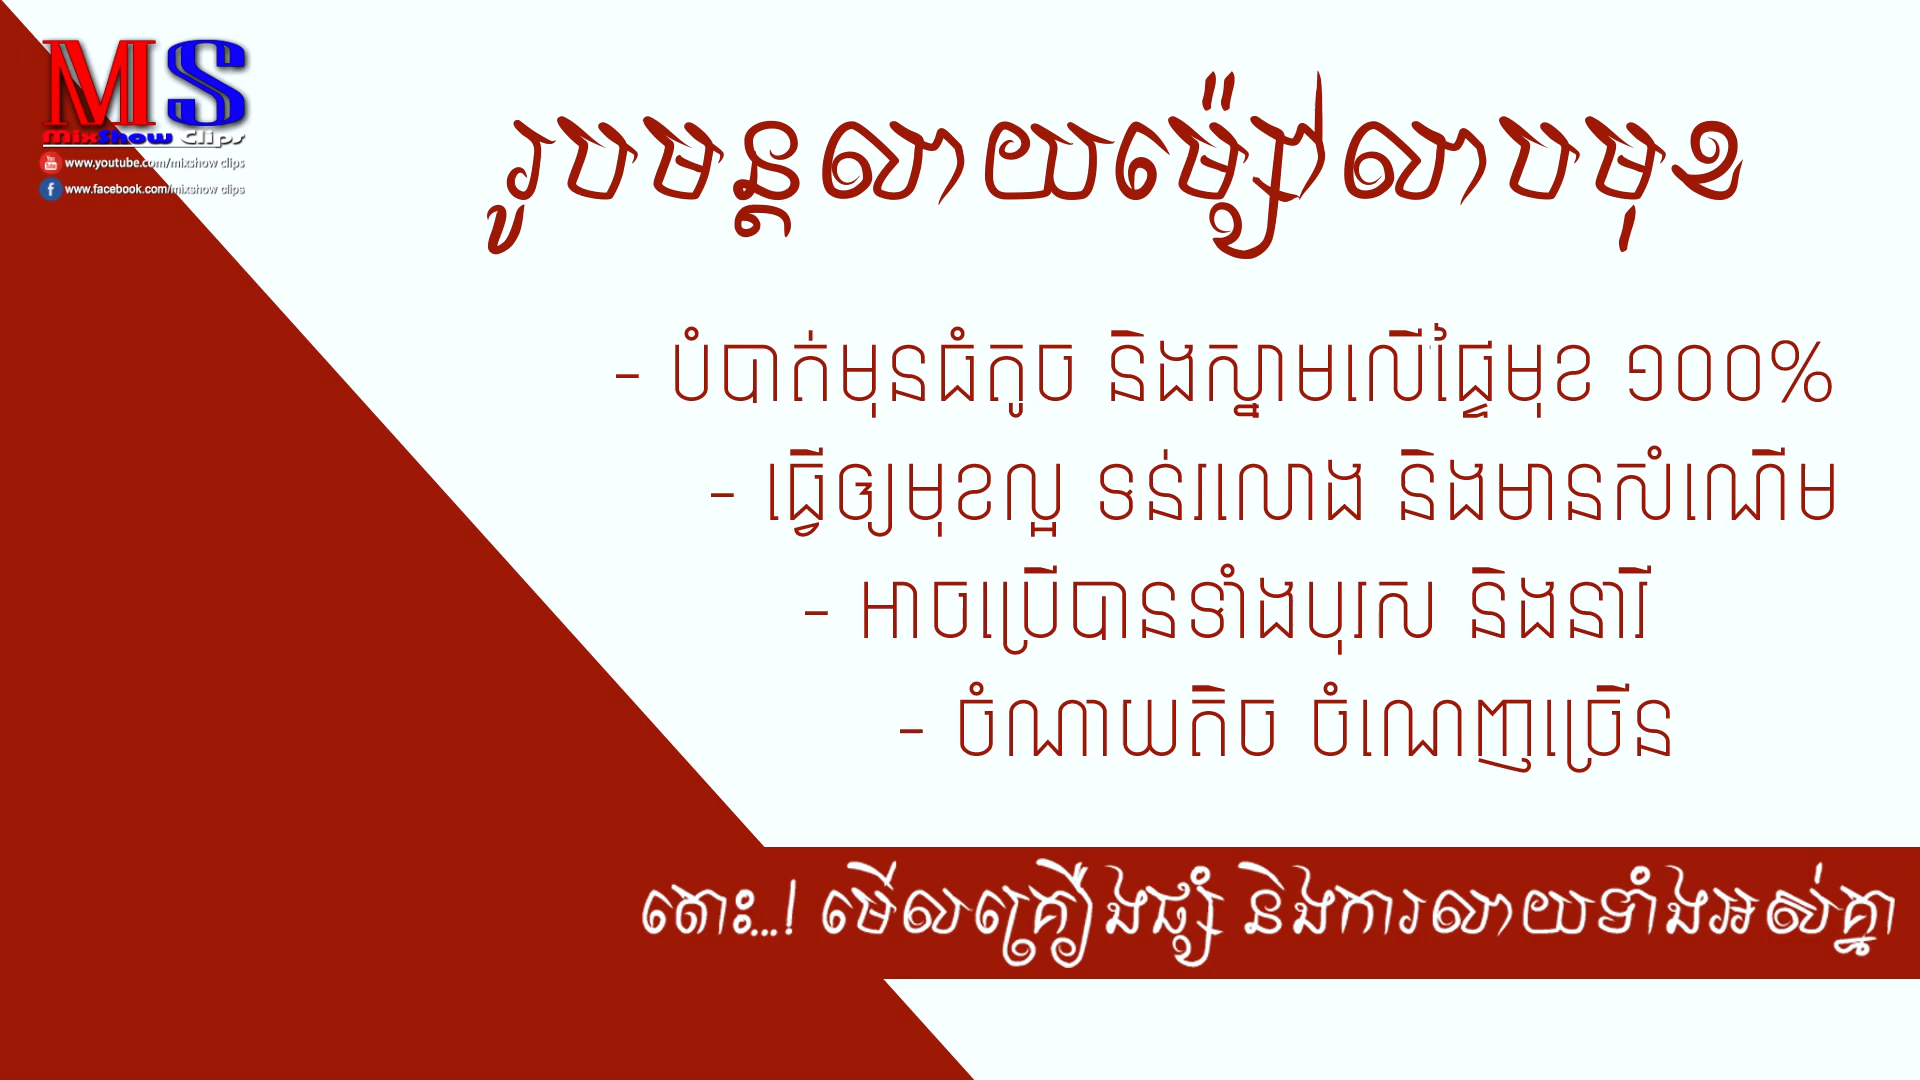 MS
MixShow Clips
www.youtube.com/mixshow clips
www.facebook.com/mixshow clips
រូបមន្តលាយម្ស៉ៅលាបមុខ
- បំបាត់មុនធំតូច និងស្នាមលើផ្ទៃមុខ ១០០%
- ធ្វើឲ្យមុខល្អ ទន់រលោង និងមានសំណើម
- អាចប្រើបានទាំងបុរស និងនារី
- ចំណាយតិច ចំណេញច្រើន
តោះ...! មើលគ្រឿងផ្សំ និងការលាយទាំងអស់គ្នា